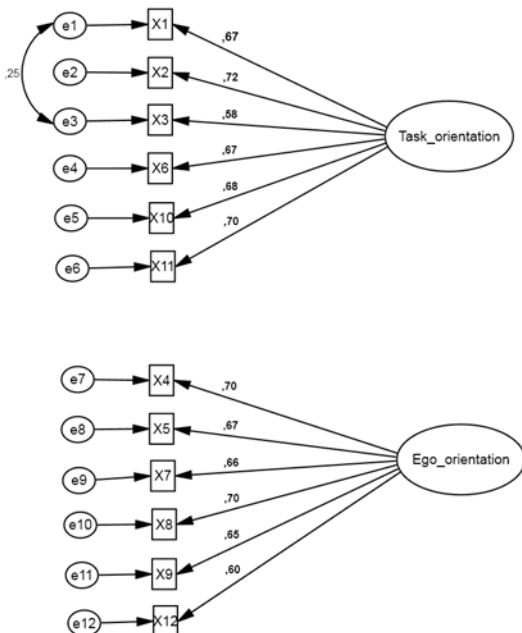 e1 X1 ,67
e2 X2 ,72
,25
e3 X3 ,58
Task_orientation
e4 X6 ,67
e5 X10 ,68
e6 X11 ,70
e7 X4 ,70
e8 X5 ,67
Ego_orientation
e9 X7 ,66
e10 X8 ,70
e11 X9 ,65
e12 X12 ,60